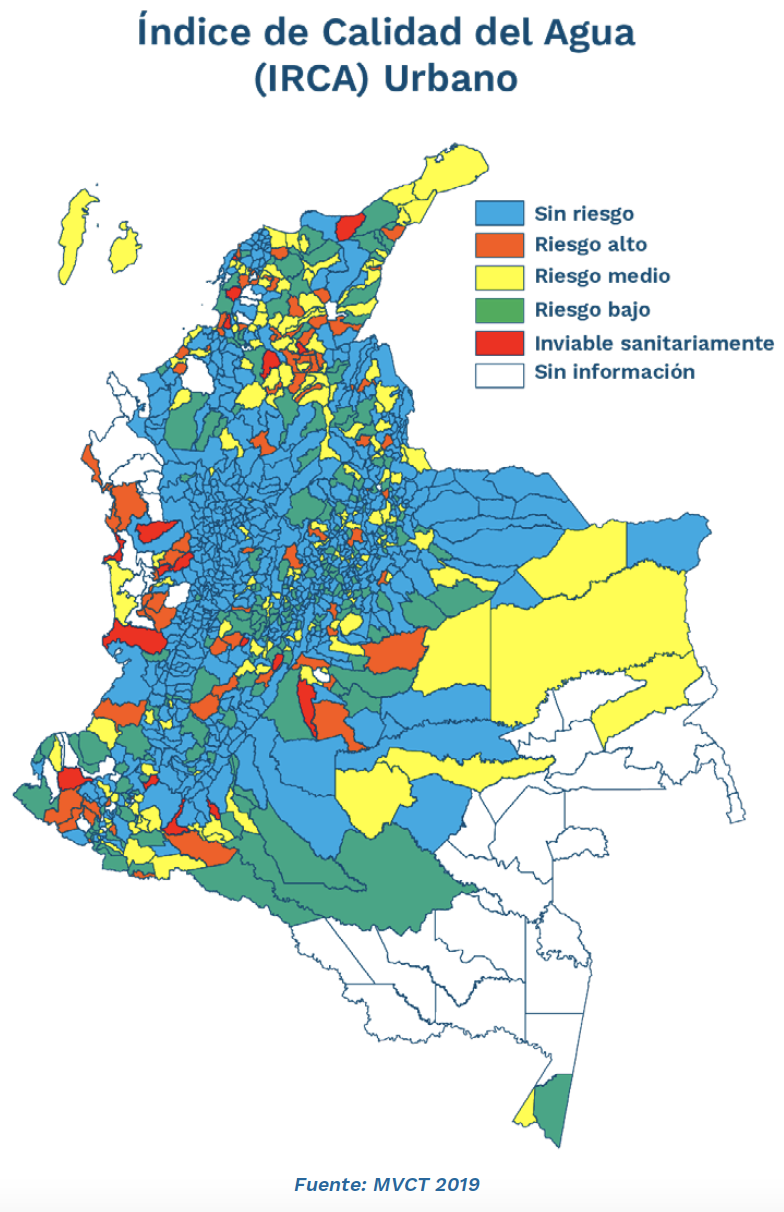 Índice de Calidad del Agua
(IRCA) Urbano
Sin riesgo
Riesgo alto
Riesgo medio
Riesgo bajo
Inviable sanitariamente
Sin información
Fuente: MVCT 2019